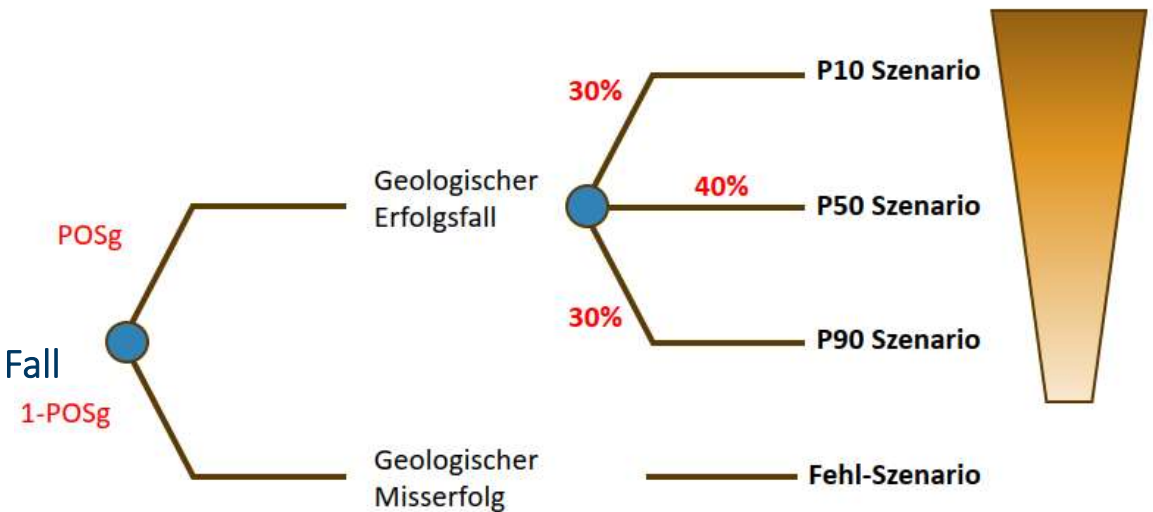 P10 Szenario
30%
Geologischer
Erfolgsfall
40%
P50 Szenario
POSg
30%
P90 Szenario
Fall
1-POSg
Geologischer
Misserfolg
Fehl-Szenario